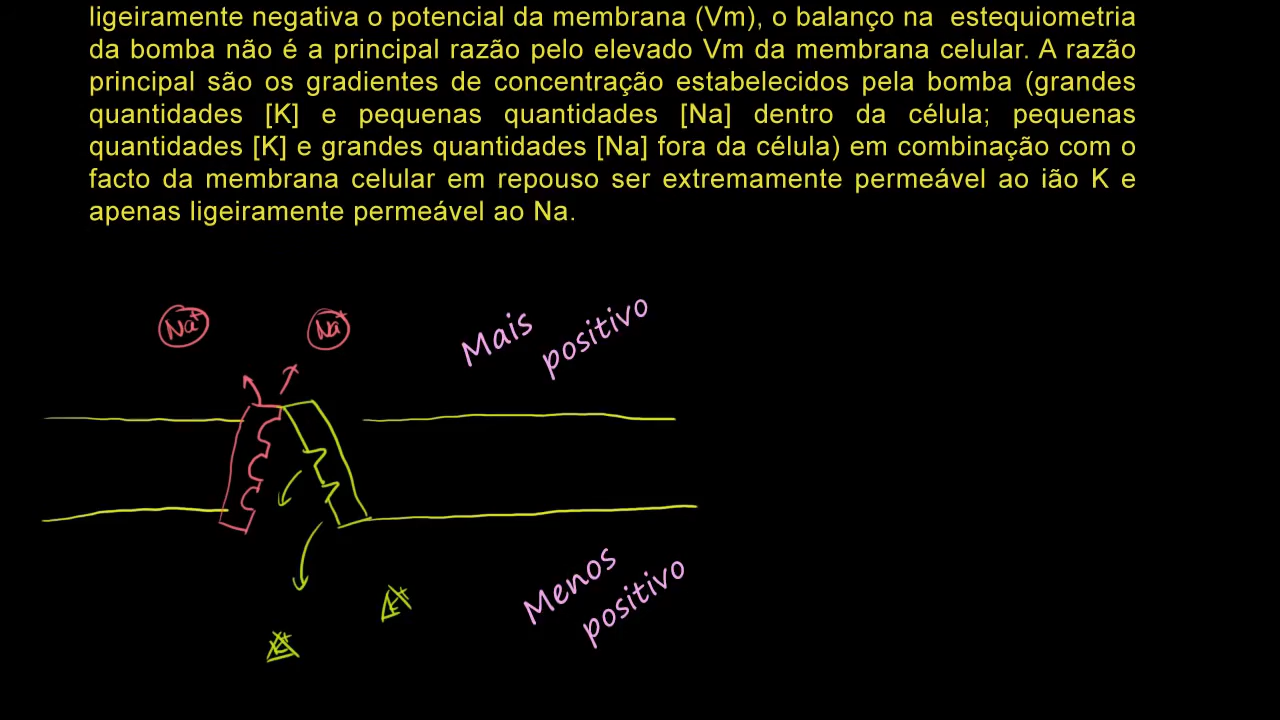 ligeiramente negativa o potencial da membrana (Vm), o balanço na estequiometria
da bomba não é a principal razão pelo elevado Vm da membrana celular. A razão
principal são os gradientes de concentração estabelecidos pela bomba (grandes
quantidades [K] e pequenas quantidades [Na] dentro da célula; pequenas
quantidades [K] e grandes quantidades [Na] fora da célula) em combinação com o
facto da membrana celular em repouso ser extremamente permeável ao ião K e
apenas ligeiramente permeável ao Na.
Na+
Na+
Mais
positivo
Menos
positivo
K+
K+